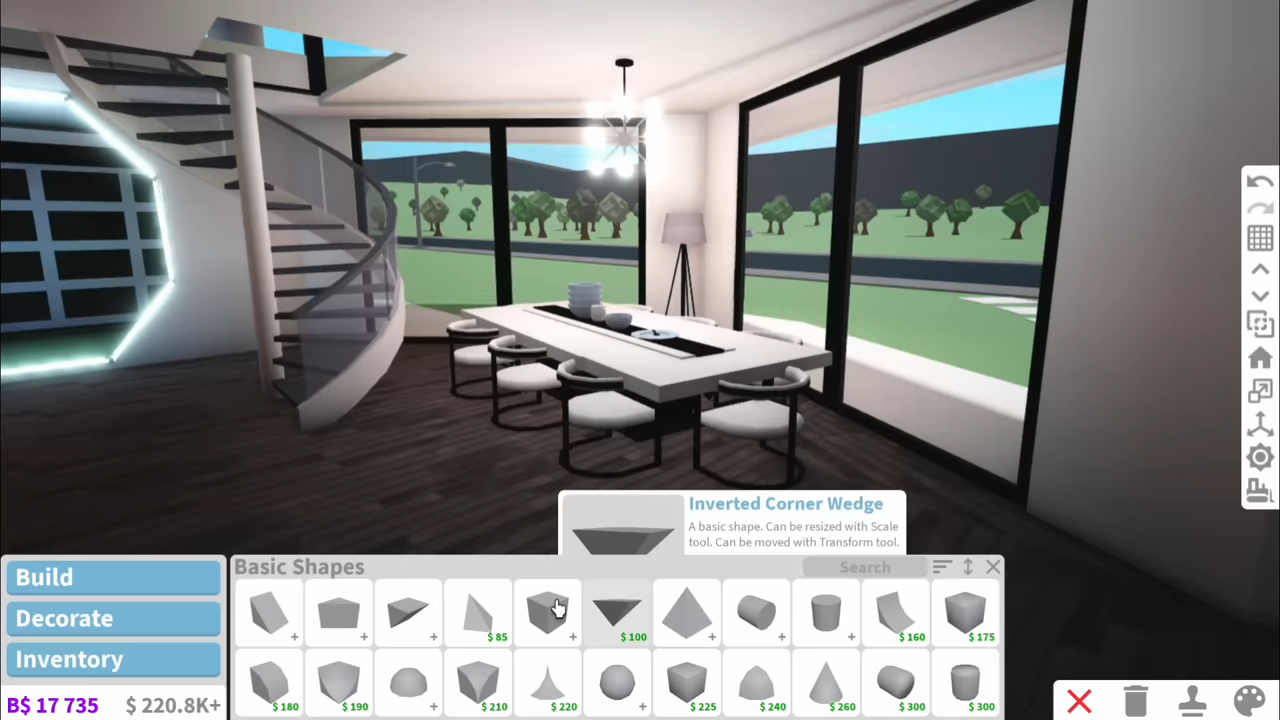 Inverted Corner Wedge
A basic shape. Can be resized with Scale
tool. Can be moved with Transform tool.
Basic Shapes
Search
Build
Decorate
Inventory
B$ 17 735
$ 220.8K+
+ + + $ 85 + $ 100 + + + $ 160 $ 175
$ 180 $ 190 + $ 210 $ 220 + $ 225 $ 240 $ 260 $ 300 $ 300